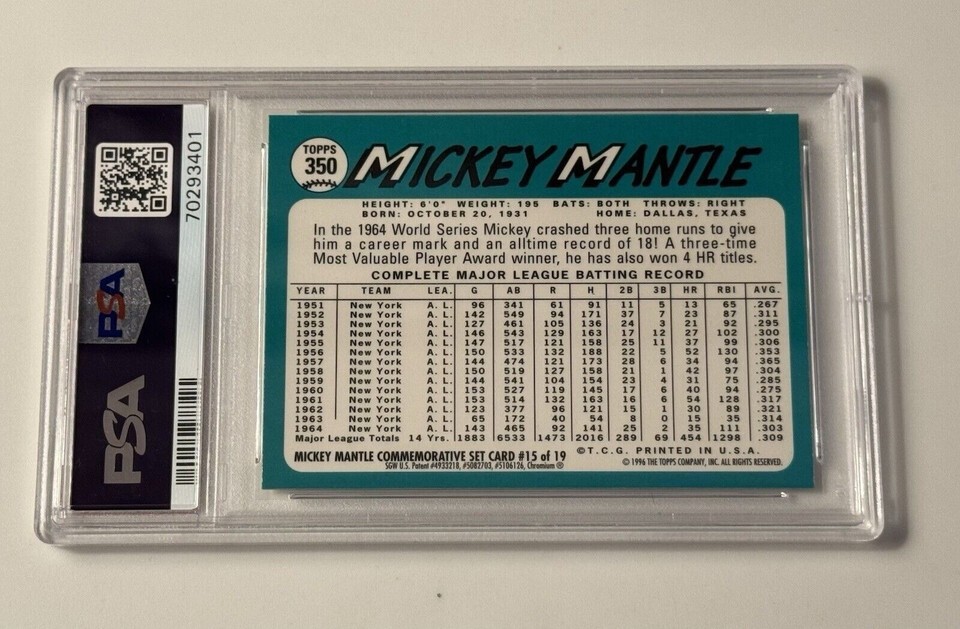 70293401
PSA
PSA
TOPPS
350
MICKEY MANTLE
HEIGHT: 6'0" WEIGHT: 195 BATS: BOTH THROWS: RIGHT
BORN: OCTOBER 20, 1931 HOME: DALLAS, TEXAS
In the 1964 World Series Mickey crashed three home runs to give
him a career mark and an alltime record of 18! A three-time
Most Valuable Player Award winner, he has also won 4 HR titles.
COMPLETE MAJOR LEAGUE BATTING RECORD
YEAR TEAM LEA. G AB R H 2B 3B HR RBI AVG.
1951 New York A. L. 96 341 61 91 11 5 13 65 .267
1952 New York A. L. 142 549 94 171 37 7 23 87 .311
1953 New York A. L. 127 461 105 136 24 3 21 92 .295
1954 New York A. L. 146 543 129 163 17 12 27 102 .300
1955 New York A. L. 147 517 121 158 25 11 37 99 .306
1956 New York A. L. 150 533 132 188 22 5 52 130 .353
1957 New York A. L. 144 474 121 173 28 6 34 94 .365
1958 New York A. L. 150 519 127 158 21 1 42 97 .304
1959 New York A. L. 144 541 104 154 23 4 31 75 .285
1960 New York A. L. 153 527 119 145 17 6 40 94 .275
1961 New York A. L. 153 514 132 163 16 6 54 128 .317
1962 New York A. L. 123 377 96 121 15 1 30 89 .321
1963 New York A. L. 65 172 40 54 8 0 15 35 .314
1964 New York A. L. 143 465 92 141 25 2 35 111 .303
Major League Totals 14 Yrs. 1883 6533 1473 2016 289 69 454 1298 .309
©T.C.G. PRINTED IN U.S.A.
MICKEY MANTLE COMMEMORATIVE SET CARD #15 of 19
SGW U.S. Patent #4933218, #5082703, #5106126, Chromium ®
© 1996 THE TOPPS COMPANY, INC. ALL RIGHTS RESERVED.